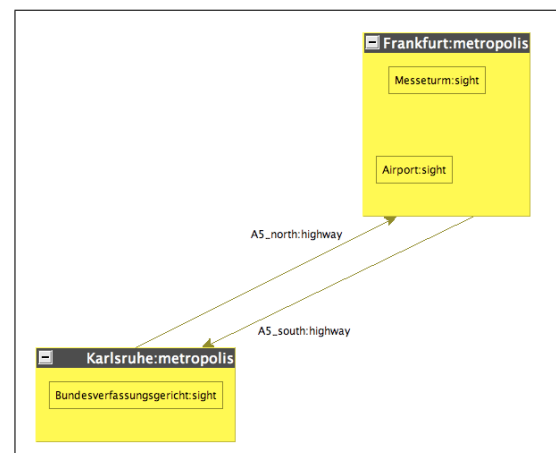 Frankfurt:metropolis
Messeturm:sight
Airport:sight
A5_north:highway
A5_south:highway
Karlsruhe:metropolis
Bundesverfassungsgericht:sight